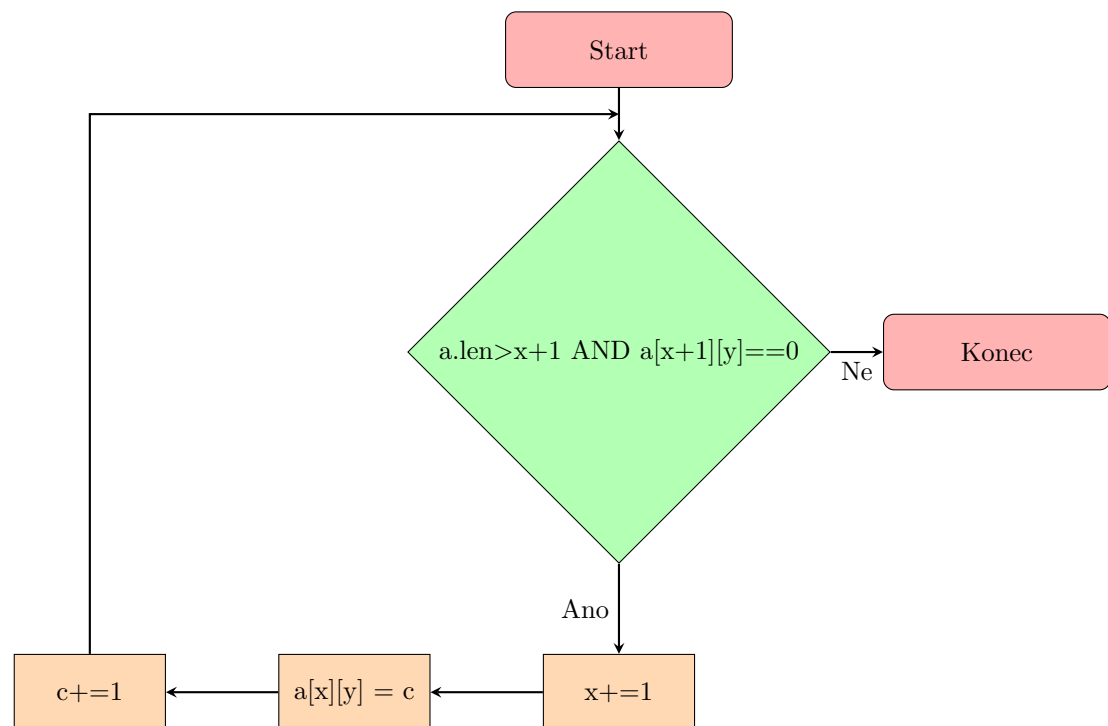 Start
a.len>x+1 AND a[x+1][y]==0
Ne
Konec
Ano
x+=1
a[x][y] = c
c+=1